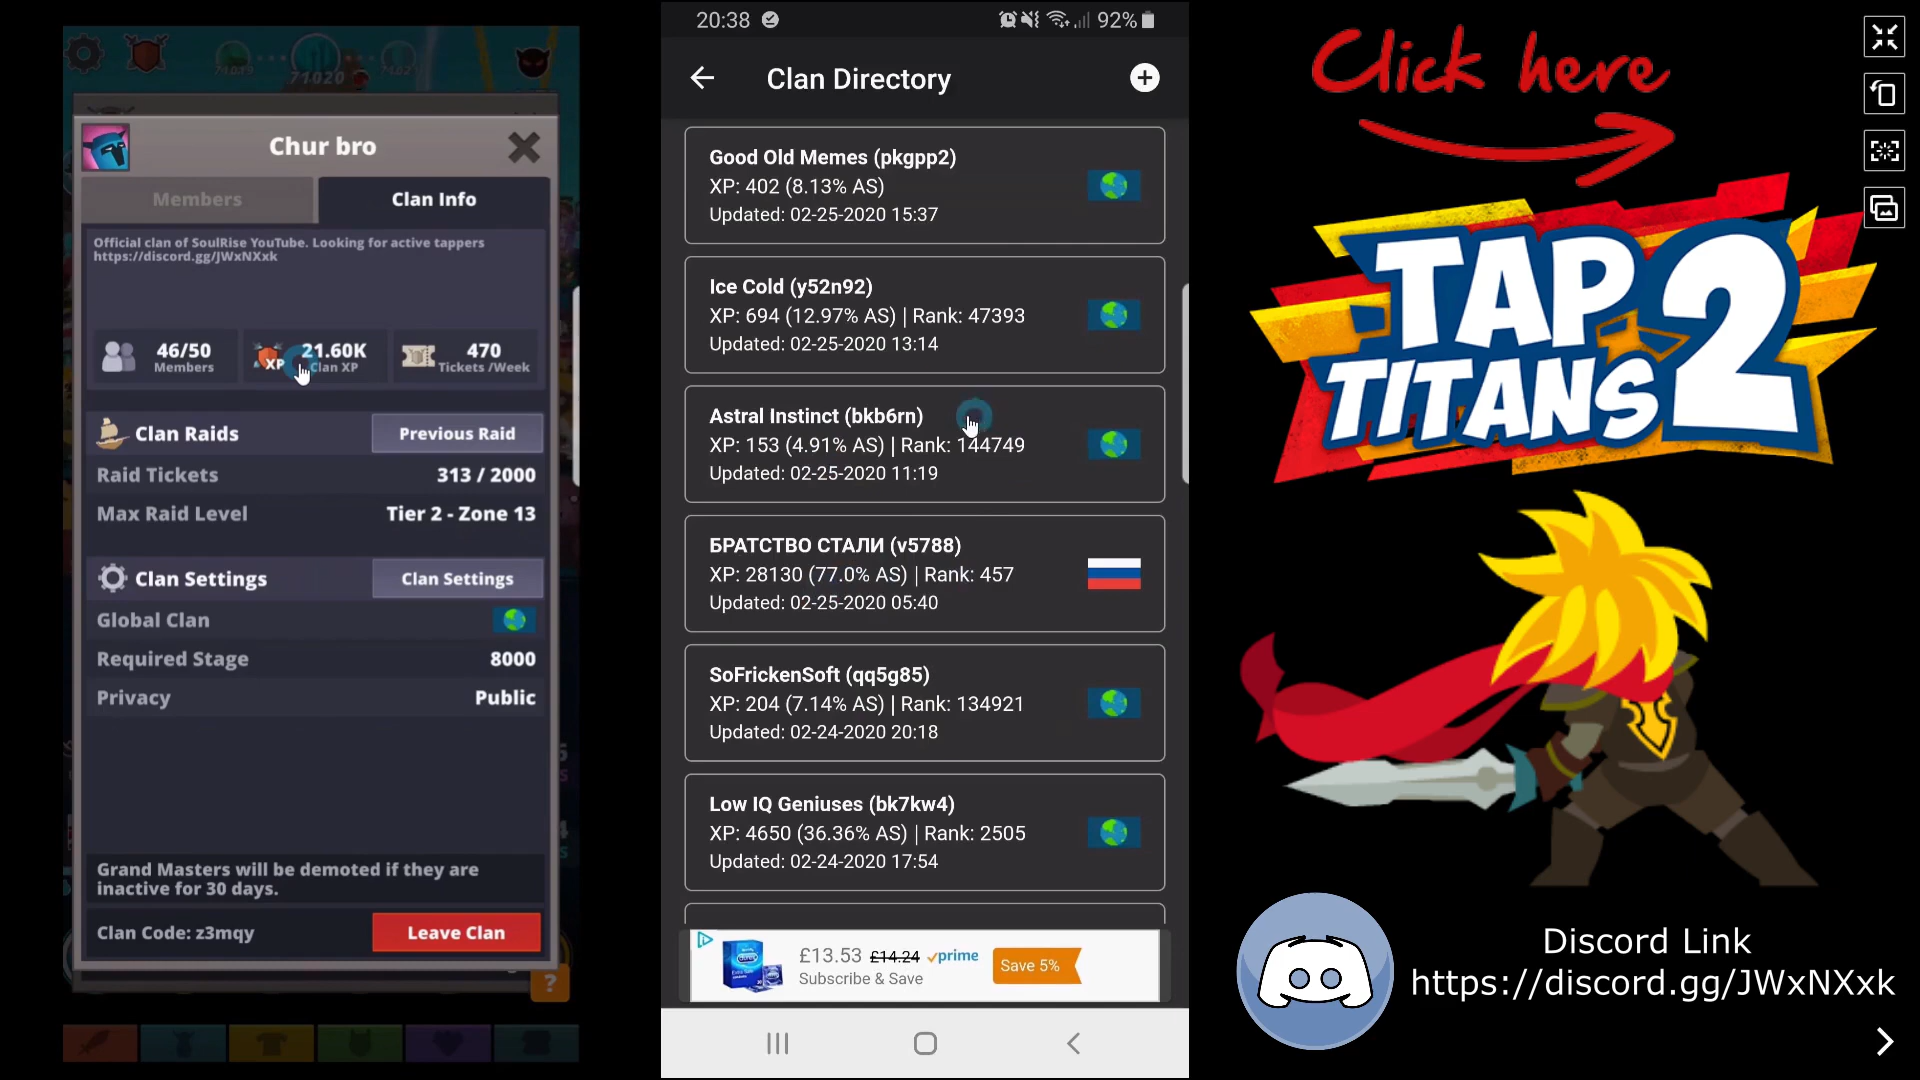 71019
71020
Chur bro
Members
Clan Info
Official clan of SoulRise YouTube. Looking for active tappers
https://discord.gg/JWxNXxk
46/50
Members
XP
21.60K
Clan XP
470
Tickets /Week
Clan Raids
Previous Raid
Raid Tickets
313 / 2000
Max Raid Level
Tier 2 - Zone 13
Clan Settings
Clan Settings
Global Clan
Required Stage
8000
Privacy
Public
Grand Masters will be demoted if they are
inactive for 30 days.
Clan Code: z3mqy
Leave Clan
?
20:38
92%
Clan Directory
Good Old Memes (pkgpp2)
XP: 402 (8.13% AS)
Updated: 02-25-2020 15:37
Ice Cold (y52n92)
XP: 694 (12.97% AS) | Rank: 47393
Updated: 02-25-2020 13:14
Astral Instinct (bkb6rn)
XP: 153 (4.91% AS) | Rank: 144749
Updated: 02-25-2020 11:19
БРАТСТВО СТАЛИ (v5788)
XP: 28130 (77.0% AS) | Rank: 457
Updated: 02-25-2020 05:40
SoFrickenSoft (qq5g85)
XP: 204 (7.14% AS) | Rank: 134921
Updated: 02-24-2020 20:18
Low IQ Geniuses (bk7kw4)
XP: 4650 (36.36% AS) | Rank: 2505
Updated: 02-24-2020 17:54
£13.53 £14.24 prime
Subscribe & Save
Save 5%
Click here
TAP
TITANS 2
Discord Link
https://discord.gg/JWxNXxk